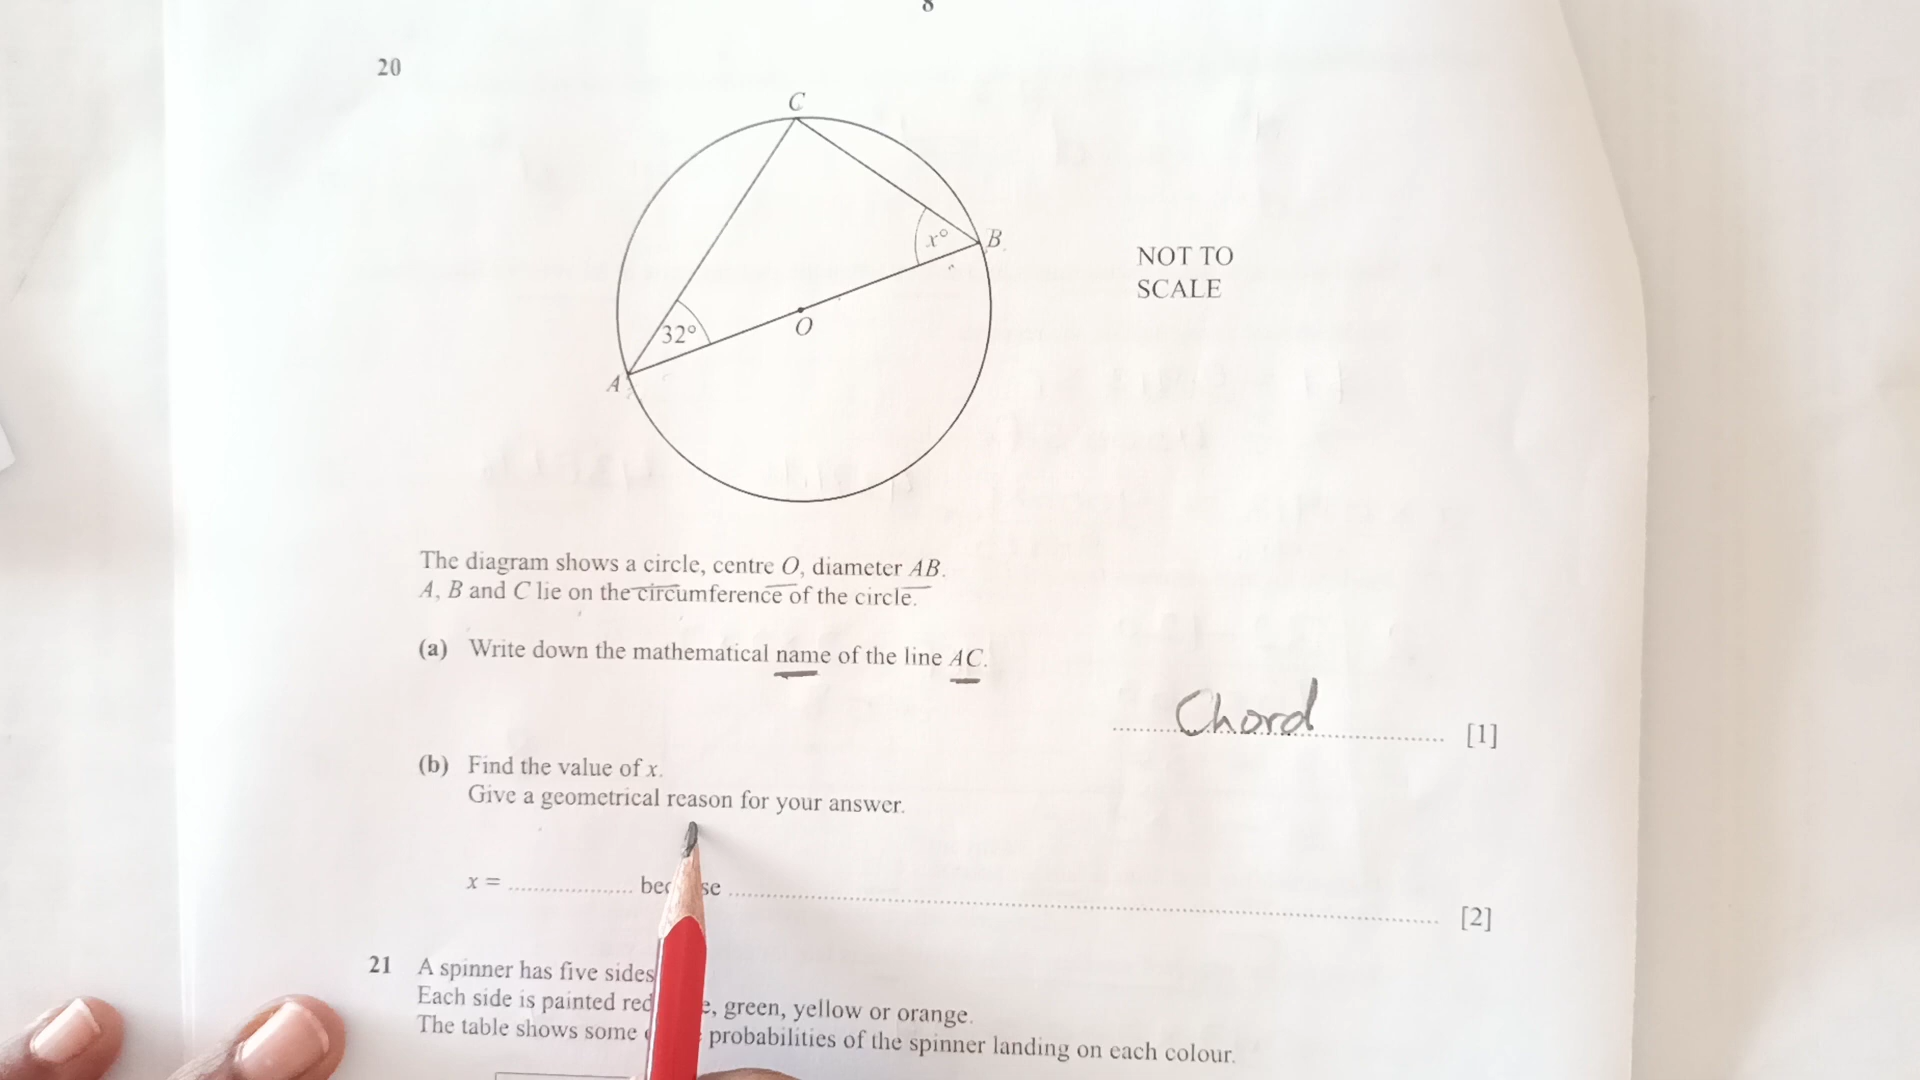 8
20
C
x°
B
NOT TO
SCALE
32°
O
A
The diagram shows a circle, centre O, diameter AB.
A, B and C lie on the circumference of the circle.
(a) Write down the mathematical name of the line AC.
Chord [1]
(b) Find the value of x.
Give a geometrical reason for your answer.
x = .................... .................... [2]
21 A spinner has five sides
Each side is painted red green, yellow or orange.
The table shows some probabilities of the spinner landing on each colour.